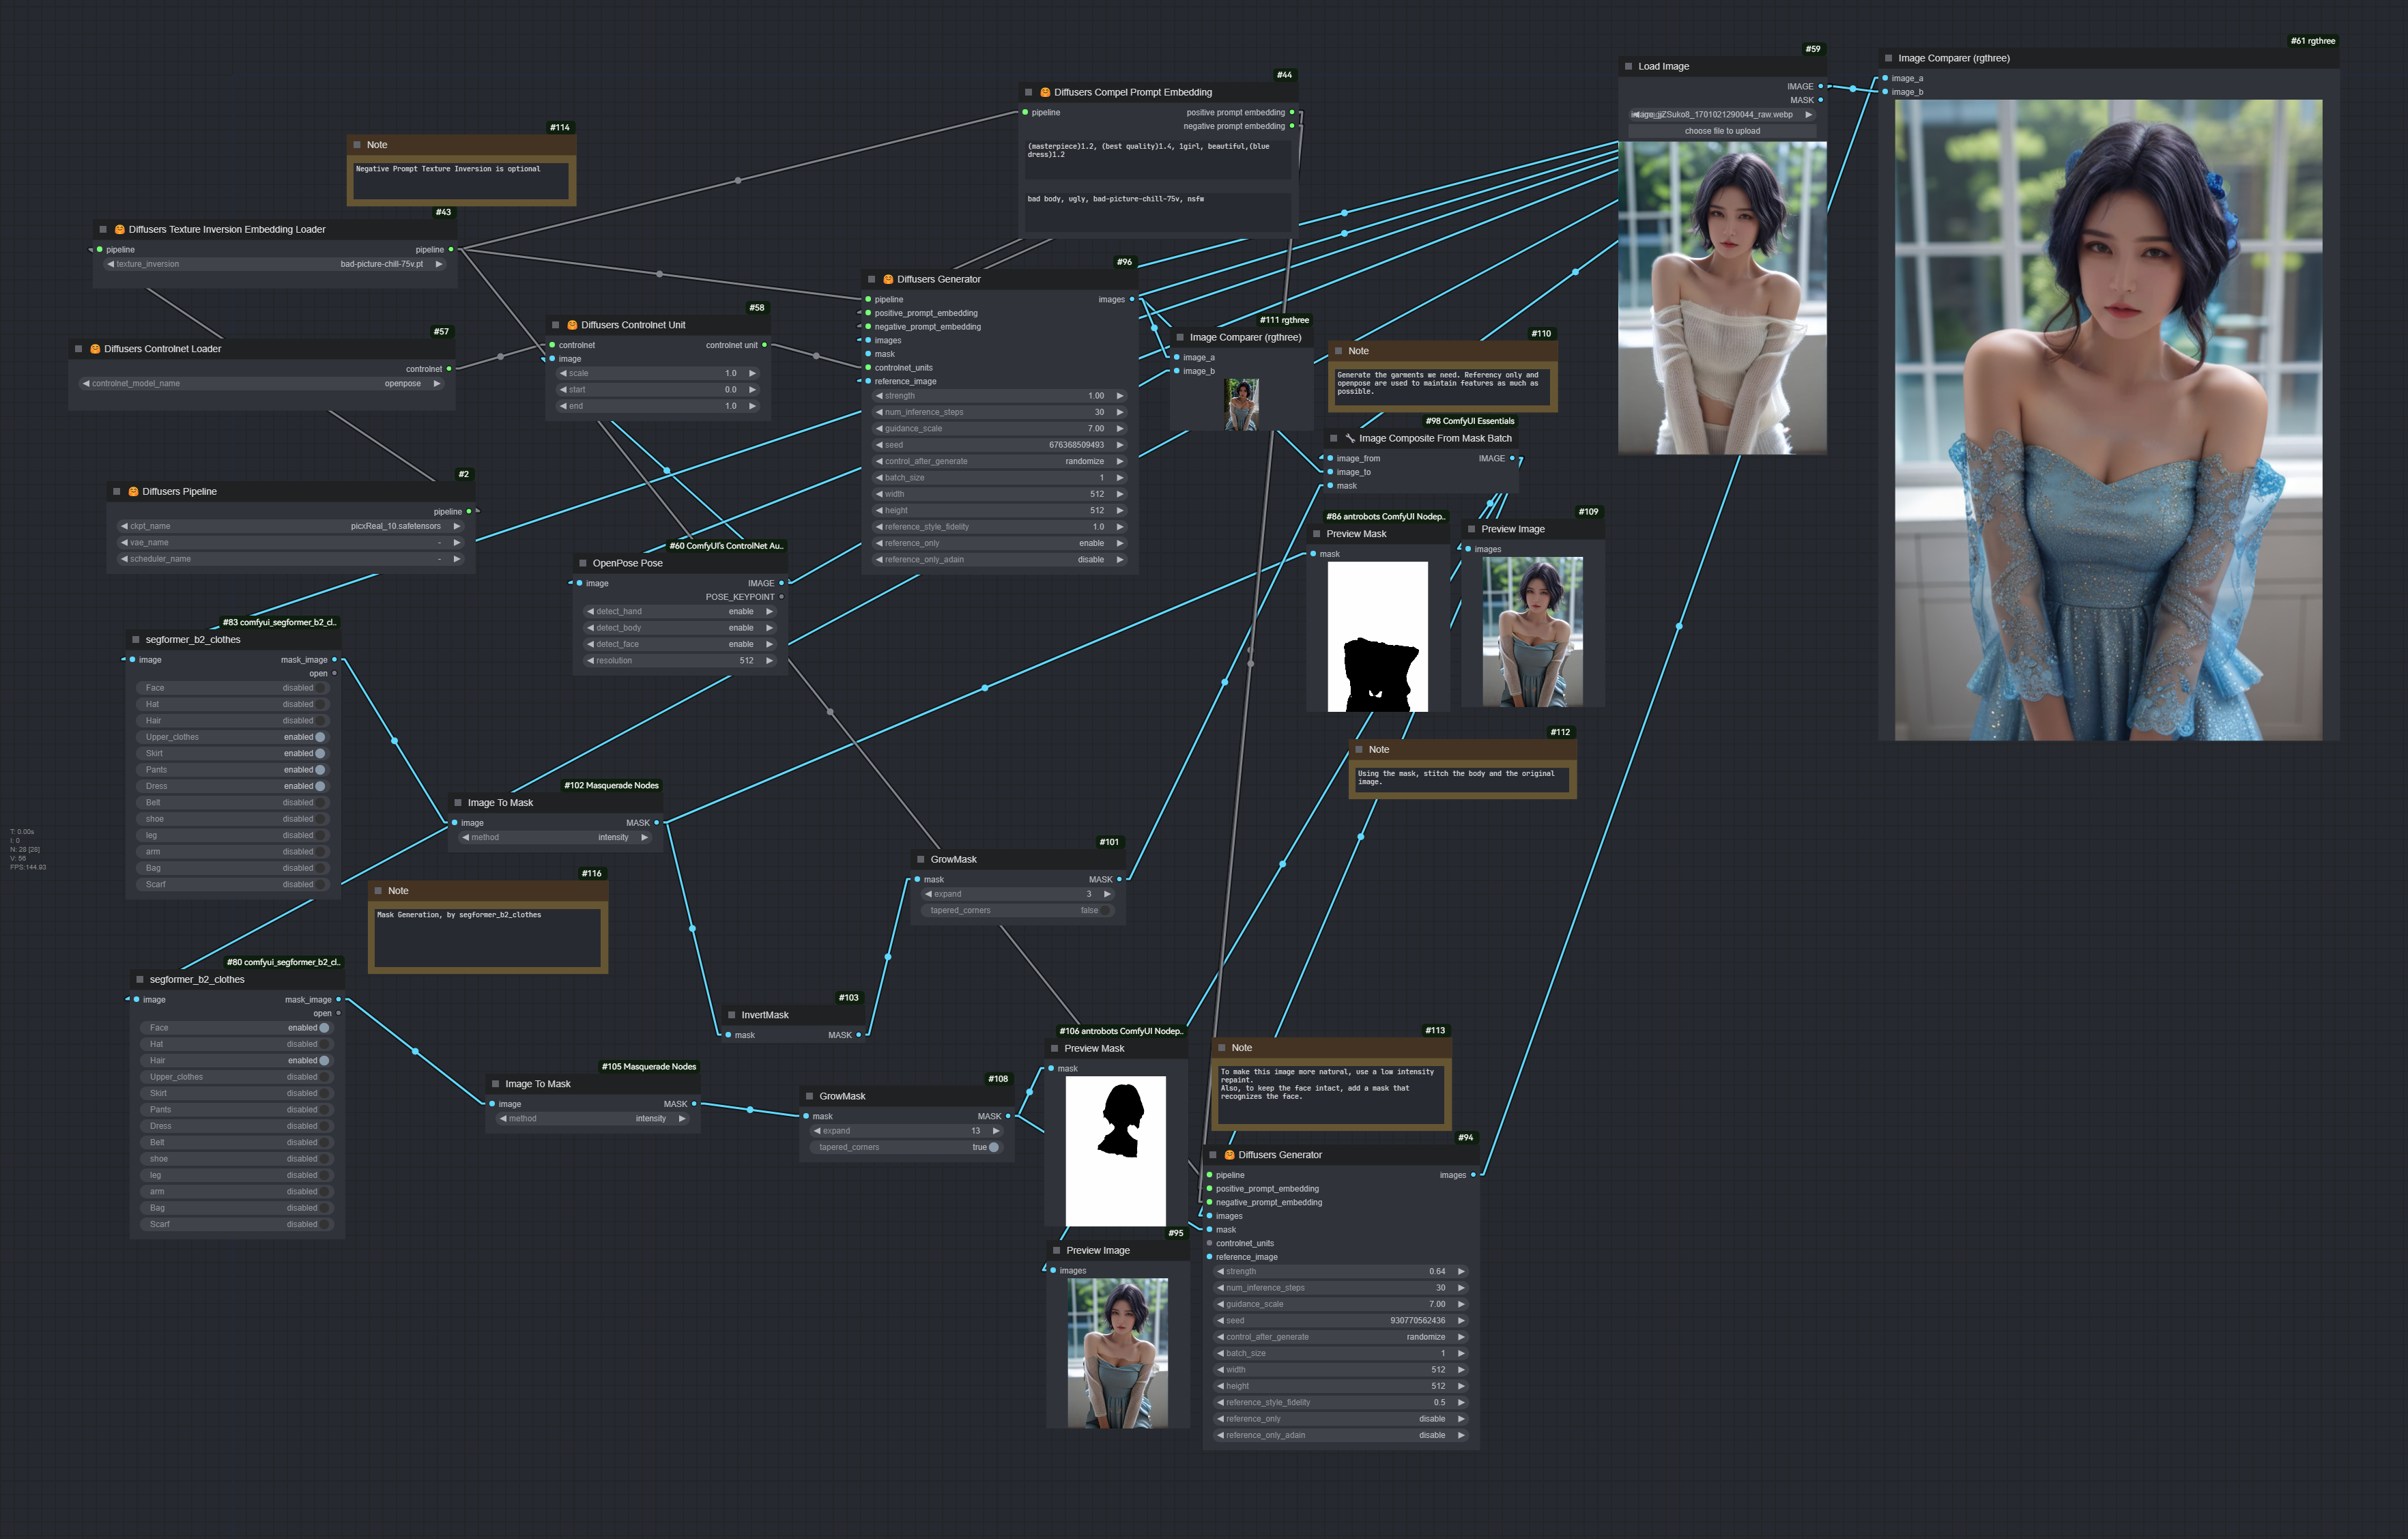 #114
Note
Negative Prompt Texture Inversion is optional
#43
🤗 Diffusers Texture Inversion Embedding Loader
pipeline pipeline
texture_inversion bad-picture-chill-75v.pt
#57
🤗 Diffusers Controlnet Loader
controlnet
controlnet_model_name openpose
#2
🤗 Diffusers Pipeline
pipeline
ckpt_name picxReal_10.safetensors
vae_name -
scheduler_name -
#58
🤗 Diffusers Controlnet Unit
controlnet controlnet unit
image
scale 1.0
start 0.0
end 1.0
#44
🤗 Diffusers Compel Prompt Embedding
pipeline positive prompt embedding
negative prompt embedding
(masterpiece)1.2, (best quality)1.4, 1girl, beautiful,(blue
dress)1.2
bad body, ugly, bad-picture-chill-75v, nsfw
#96
🤗 Diffusers Generator
pipeline images
positive_prompt_embedding
negative_prompt_embedding
images
mask
controlnet_units
reference_image
strength 1.00
num_inference_steps 30
guidance_scale 7.00
seed 676368509493
control_after_generate randomize
batch_size 1
width 512
height 512
reference_style_fidelity 1.0
reference_only enable
reference_only_adain disable
#111 rgthree
Image Comparer (rgthree)
image_a
image_b
#110
Note
Generate the garments we need. Referency only and
openpose are used to maintain features as much as
possible.
#98 ComfyUI Essentials
🔧 Image Composite From Mask Batch
image_from IMAGE
image_to
mask
#59
Load Image
IMAGE
MASK
ZSuko8_1701021290044_raw.webp
choose file to upload
#61 rgthree
Image Comparer (rgthree)
image_a
image_b
#86 antrobots ComfyUI Nodep..
Preview Mask
mask
#109
Preview Image
images
#60 ComfyUI's ControlNet Au..
OpenPose Pose
image IMAGE
POSE_KEYPOINT
detect_hand enable
detect_body enable
detect_face enable
resolution 512
#83 comfyui_segformer_b2_cl..
segformer_b2_clothes
image mask_image
open
Face disabled
Hat disabled
Hair disabled
Upper_clothes enabled
Skirt enabled
Pants enabled
Dress enabled
Belt disabled
shoe disabled
leg disabled
arm disabled
Bag disabled
Scarf disabled
T: 0.00s
I: 0
N: 28 [28]
V: 56
FPS:144.93
#102 Masquerade Nodes
Image To Mask
image MASK
method intensity
#112
Note
Using the mask, stitch the body and the original
image.
#116
Note
Mask Generation, by segformer_b2_clothes
#101
GrowMask
mask MASK
expand 3
tapered_corners false
#80 comfyui_segformer_b2_cl..
segformer_b2_clothes
image mask_image
open
Face enabled
Hat disabled
Hair enabled
Upper_clothes disabled
Skirt disabled
Pants disabled
Dress disabled
Belt disabled
shoe disabled
leg disabled
arm disabled
Bag disabled
Scarf disabled
#103
InvertMask
mask MASK
#105 Masquerade Nodes
Image To Mask
image MASK
method intensity
#108
GrowMask
mask MASK
expand 13
tapered_corners true
#106 antrobots ComfyUI Nodep..
Preview Mask
mask
#95
Preview Image
images
#113
Note
To make this image more natural, use a low intensity
repaint.
Also, to keep the face intact, add a mask that
recognizes the face.
#94
🤗 Diffusers Generator
pipeline images
positive_prompt_embedding
negative_prompt_embedding
images
mask
controlnet_units
reference_image
strength 0.64
num_inference_steps 30
guidance_scale 7.00
seed 930770562436
control_after_generate randomize
batch_size 1
width 512
height 512
reference_style_fidelity 0.5
reference_only disable
reference_only_adain disable